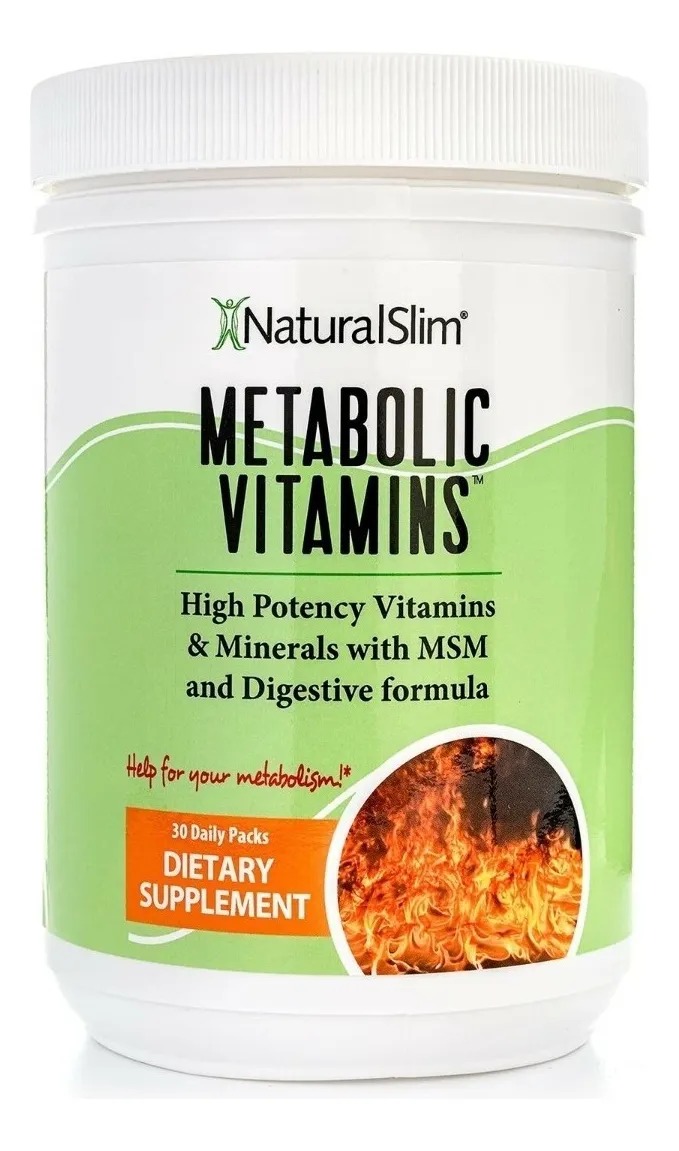 NaturalSlim®
METABOLIC
VITAMINS™
High Potency Vitamins
& Minerals with MSM
and Digestive formula
Help for your metabolism!*
30 Daily Packs
DIETARY
SUPPLEMENT